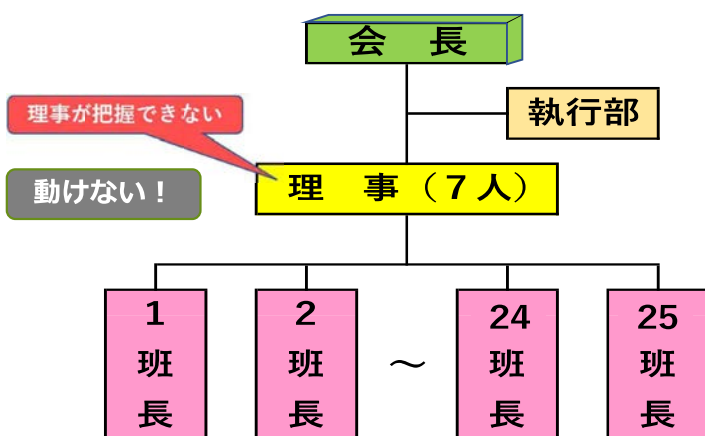 会 長
執行部
理事が把握できない
動けない！
理 事（７人）
1
班
長
2
班
長
～
24
班
長
25
班
長